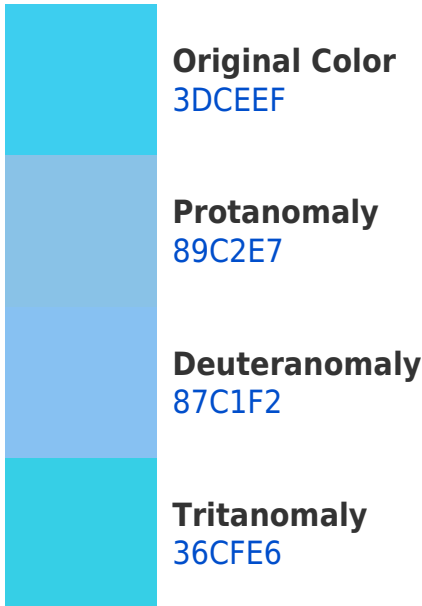 Original Color
3DCEEF
Protanomaly
89C2E7
Deuteranomaly
87C1F2
Tritanomaly
36CFE6